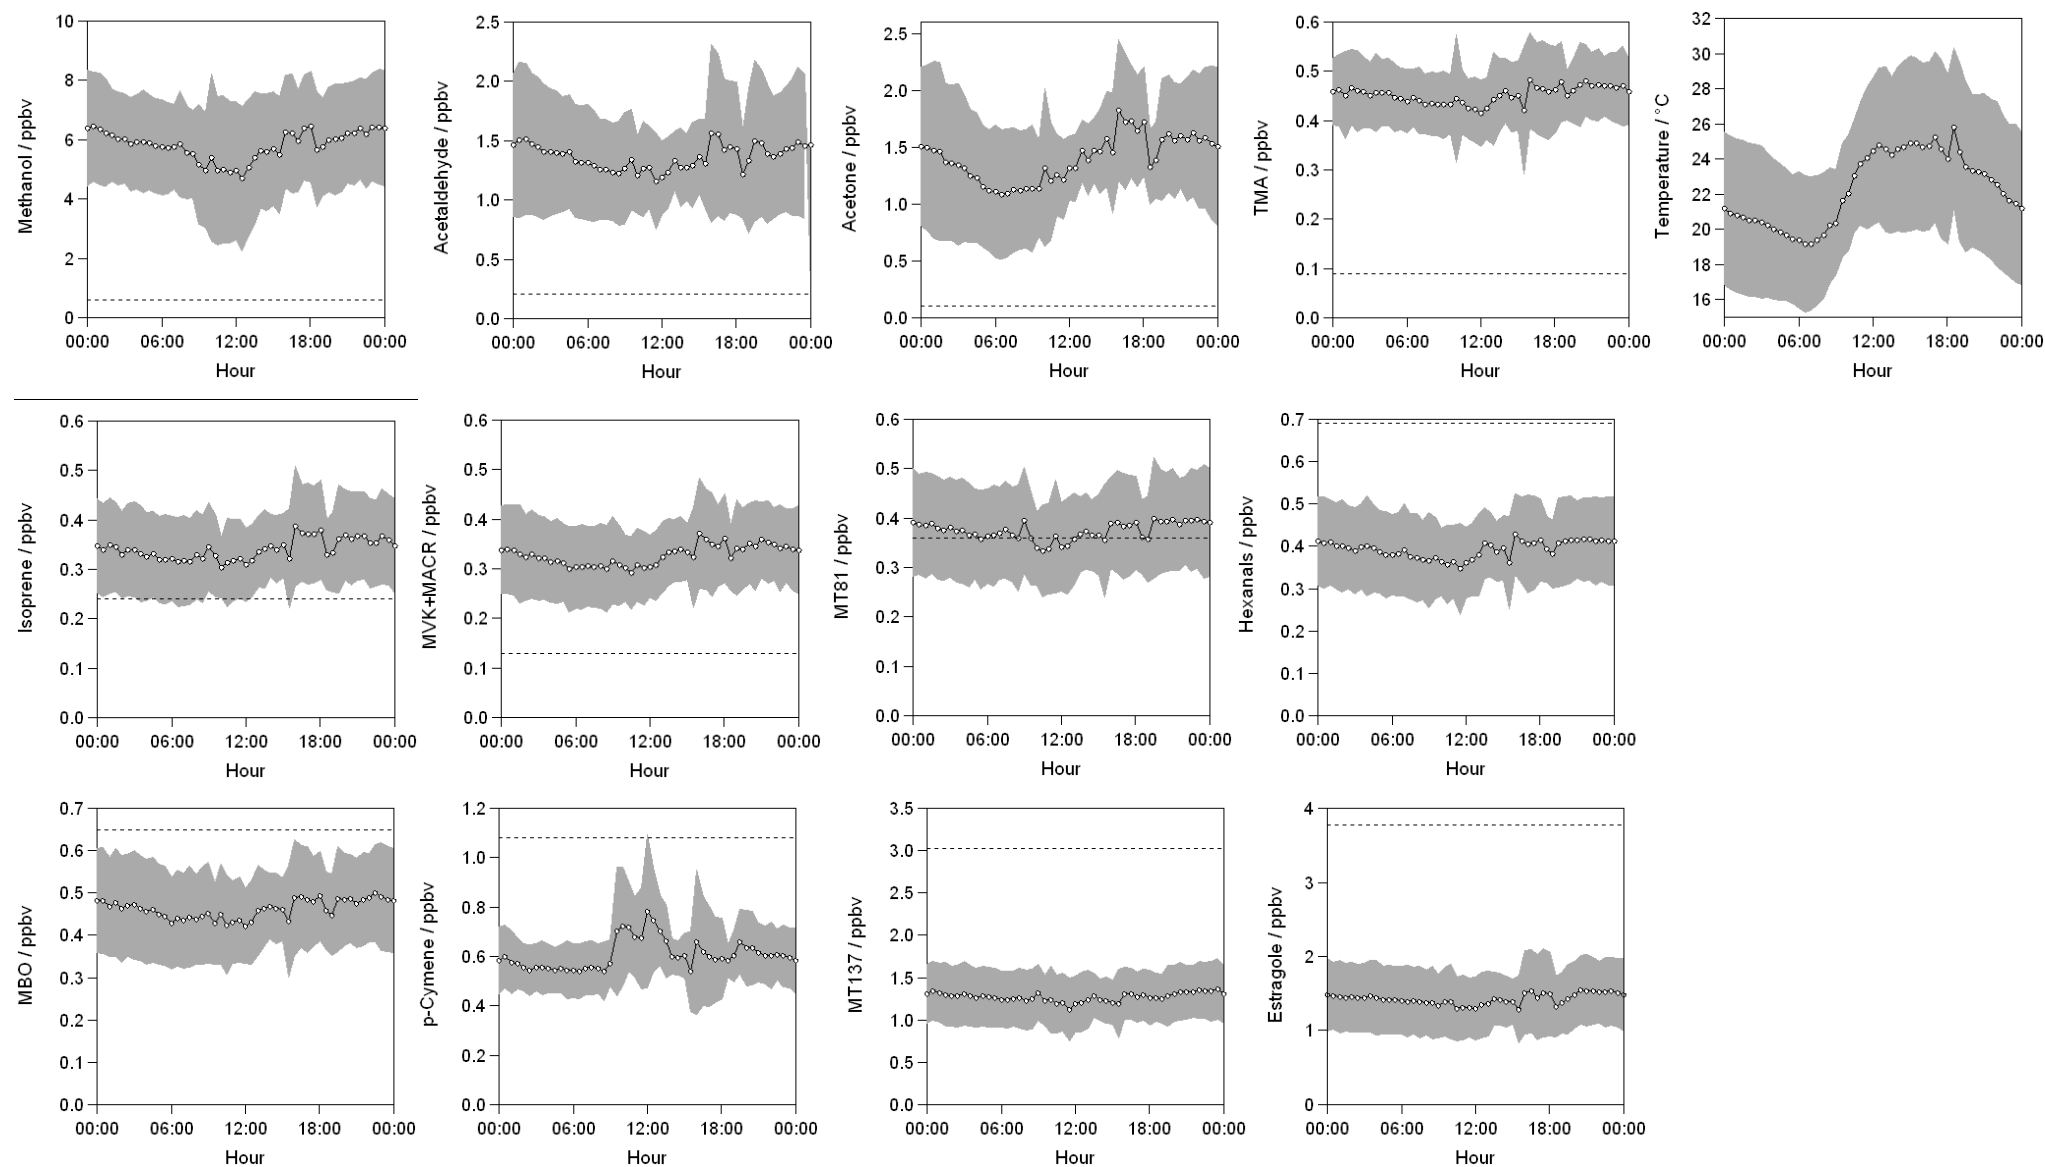 Methanol / ppbv
10
8
6
4
2
0
00:00 06:00 12:00 18:00 00:00
Hour
Acetaldehyde / ppbv
2.5
2.0
1.5
1.0
0.5
0.0
00:00 06:00 12:00 18:00 00:00
Hour
Acetone / ppbv
2.5
2.0
1.5
1.0
0.5
0.0
00:00 06:00 12:00 18:00 00:00
Hour
TMA / ppbv
0.6
0.5
0.4
0.3
0.2
0.1
0.0
00:00 06:00 12:00 18:00 00:00
Hour
Temperature / °C
32
30
28
26
24
22
20
18
16
00:00 06:00 12:00 18:00 00:00
Hour
Isoprene / ppbv
0.6
0.5
0.4
0.3
0.2
0.1
0.0
00:00 06:00 12:00 18:00 00:00
Hour
MVK+MACR / ppbv
0.6
0.5
0.4
0.3
0.2
0.1
0.0
00:00 06:00 12:00 18:00 00:00
Hour
MT81 / ppbv
0.6
0.5
0.4
0.3
0.2
0.1
0.0
00:00 06:00 12:00 18:00 00:00
Hour
Hexanals / ppbv
0.7
0.6
0.5
0.4
0.3
0.2
0.1
0.0
00:00 06:00 12:00 18:00 00:00
Hour
MBO / ppbv
0.7
0.6
0.5
0.4
0.3
0.2
0.1
0.0
00:00 06:00 12:00 18:00 00:00
Hour
p-Cymene / ppbv
1.2
1.0
0.8
0.6
0.4
0.2
0.0
00:00 06:00 12:00 18:00 00:00
Hour
MT137 / ppbv
3.5
3.0
2.5
2.0
1.5
1.0
0.5
0.0
00:00 06:00 12:00 18:00 00:00
Hour
Estragole / ppbv
4
3
2
1
0
00:00 06:00 12:00 18:00 00:00
Hour